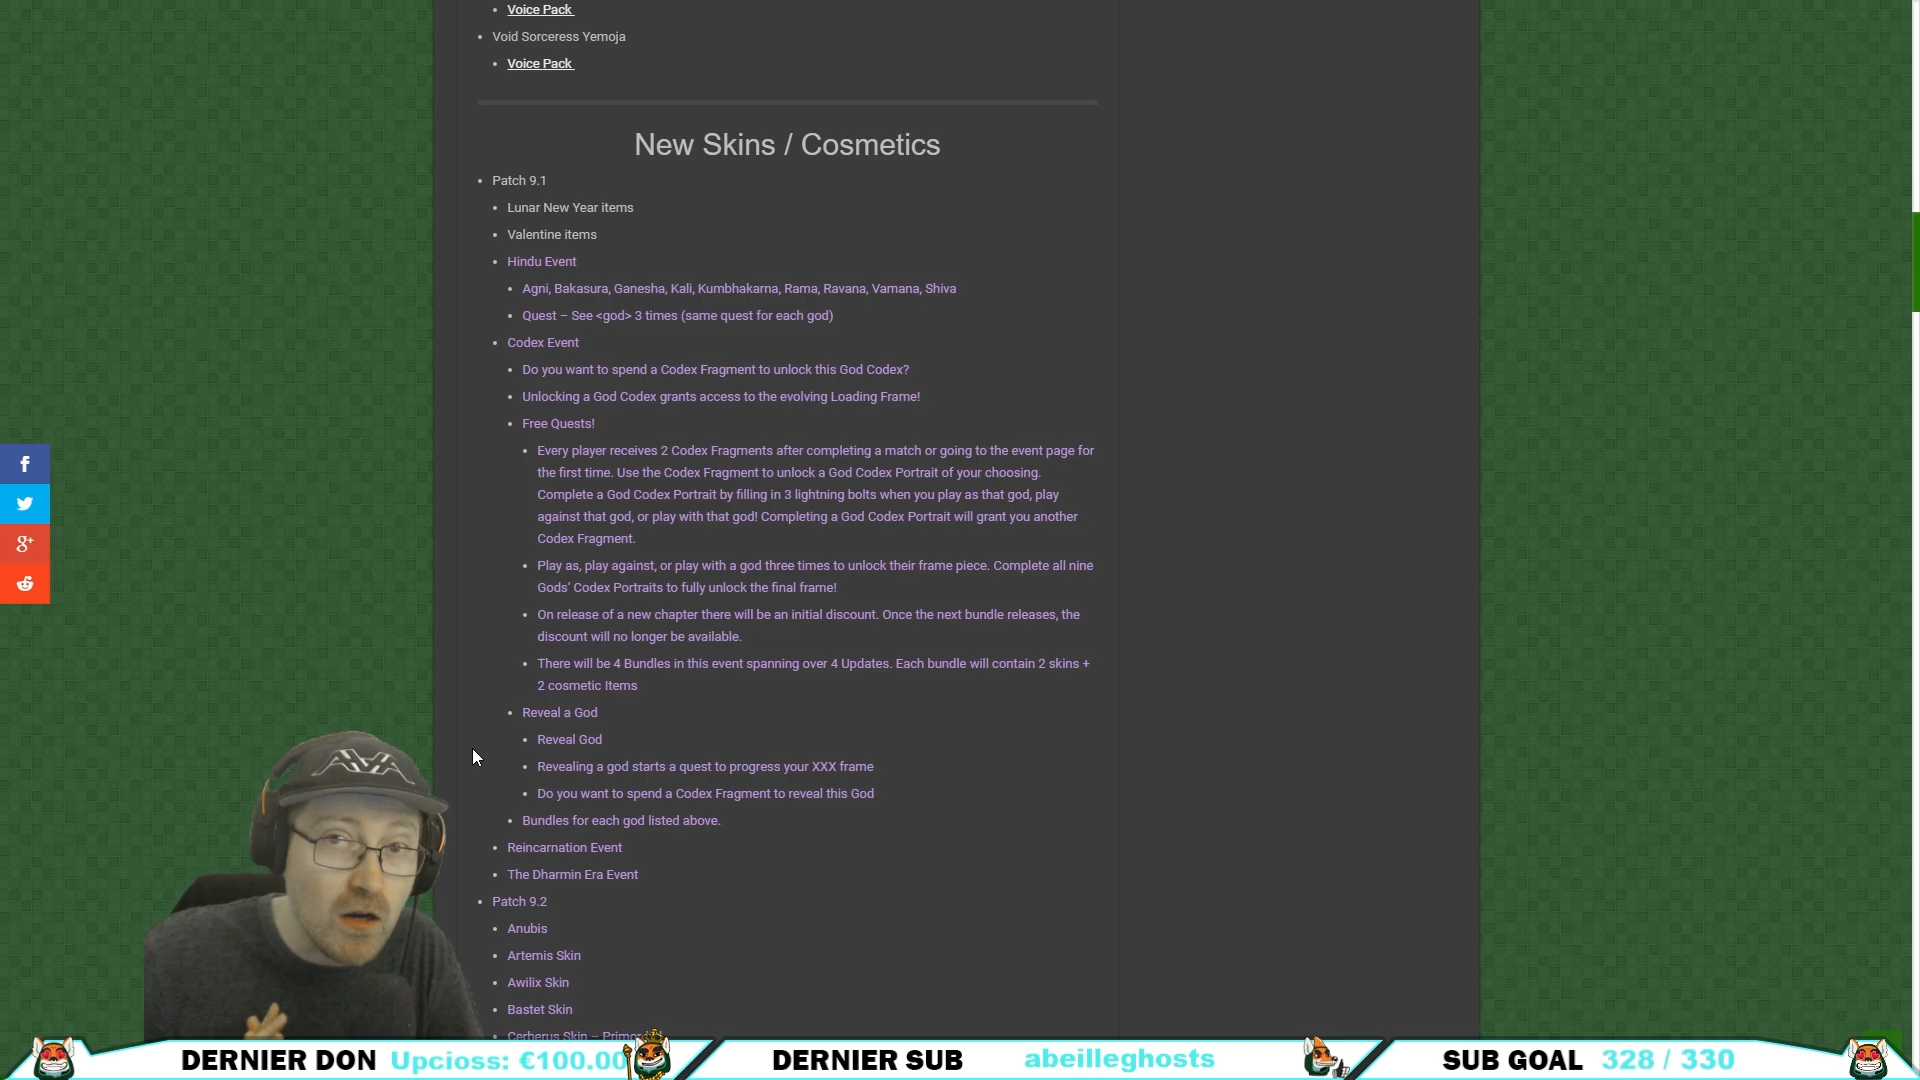 Voice Pack
Void Sorceress Yemoja
Voice Pack
New Skins / Cosmetics
Patch 9.1
Lunar New Year items
Valentine items
Hindu Event
Agni, Bakasura, Ganesha, Kali, Kumbhakarna, Rama, Ravana, Vamana, Shiva
Quest – See <god> 3 times (same quest for each god)
Codex Event
Do you want to spend a Codex Fragment to unlock this God Codex?
Unlocking a God Codex grants access to the evolving Loading Frame!
Free Quests!
Every player receives 2 Codex Fragments after completing a match or going to the event page for
the first time. Use the Codex Fragment to unlock a God Codex Portrait of your choosing.
Complete a God Codex Portrait by filling in 3 lightning bolts when you play as that god, play
against that god, or play with that god! Completing a God Codex Portrait will grant you another
Codex Fragment.
Play as, play against, or play with a god three times to unlock their frame piece. Complete all nine
Gods’ Codex Portraits to fully unlock the final frame!
On release of a new chapter there will be an initial discount. Once the next bundle releases, the
discount will no longer be available.
There will be 4 Bundles in this event spanning over 4 Updates. Each bundle will contain 2 skins +
2 cosmetic Items
Reveal a God
Reveal God
Revealing a god starts a quest to progress your XXX frame
Do you want to spend a Codex Fragment to reveal this God
Bundles for each god listed above.
Reincarnation Event
The Dharmin Era Event
Patch 9.2
Anubis
Artemis Skin
Awilix Skin
Bastet Skin
Cerberus Skin –
DERNIER DON Upcioss: €100.00
DERNIER SUB abeilleghosts
SUB GOAL 328 / 330